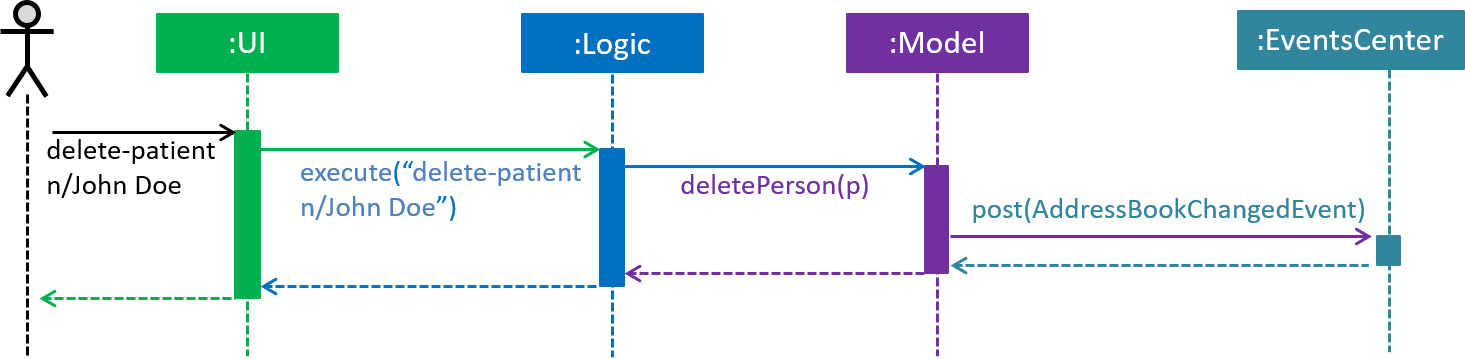 :UI
:Logic
:Model
:EventsCenter
delete-patient
n/John Doe
execute(“delete-patient
n/John Doe”)
deletePerson(p)
post(AddressBookChangedEvent)